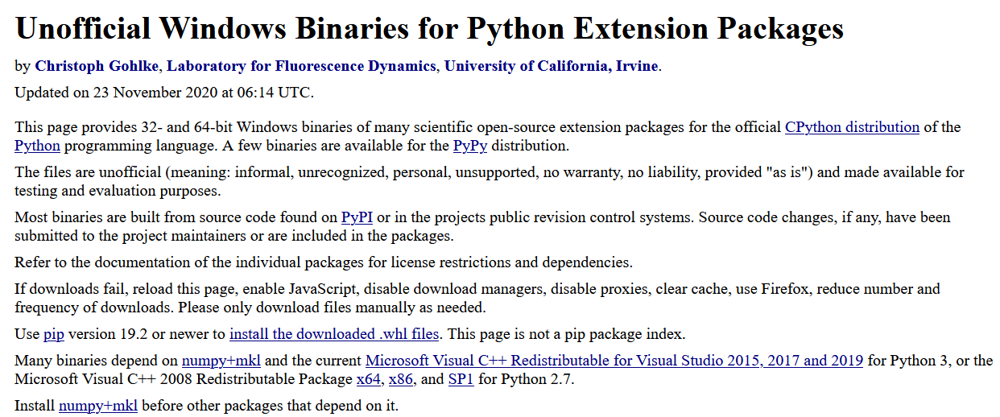 Unofficial Windows Binaries for Python Extension Packages
by Christoph Gohlke, Laboratory for Fluorescence Dynamics, University of California, Irvine.
Updated on 23 November 2020 at 06:14 UTC.
This page provides 32- and 64-bit Windows binaries of many scientific open-source extension packages for the official CPython distribution of the
Python programming language. A few binaries are available for the PyPy distribution.
The files are unofficial (meaning: informal, unrecognized, personal, unsupported, no warranty, no liability, provided "as is") and made available for
testing and evaluation purposes.
Most binaries are built from source code found on PyPI or in the projects public revision control systems. Source code changes, if any, have been
submitted to the project maintainers or are included in the packages.
Refer to the documentation of the individual packages for license restrictions and dependencies.
If downloads fail, reload this page, enable JavaScript, disable download managers, disable proxies, clear cache, use Firefox, reduce number and
frequency of downloads. Please only download files manually as needed.
Use pip version 19.2 or newer to install the downloaded .whl files. This page is not a pip package index.
Many binaries depend on numpy+mkl and the current Microsoft Visual C++ Redistributable for Visual Studio 2015, 2017 and 2019 for Python 3, or the
Microsoft Visual C++ 2008 Redistributable Package x64, x86, and SP1 for Python 2.7.
Install numpy+mkl before other packages that depend on it.